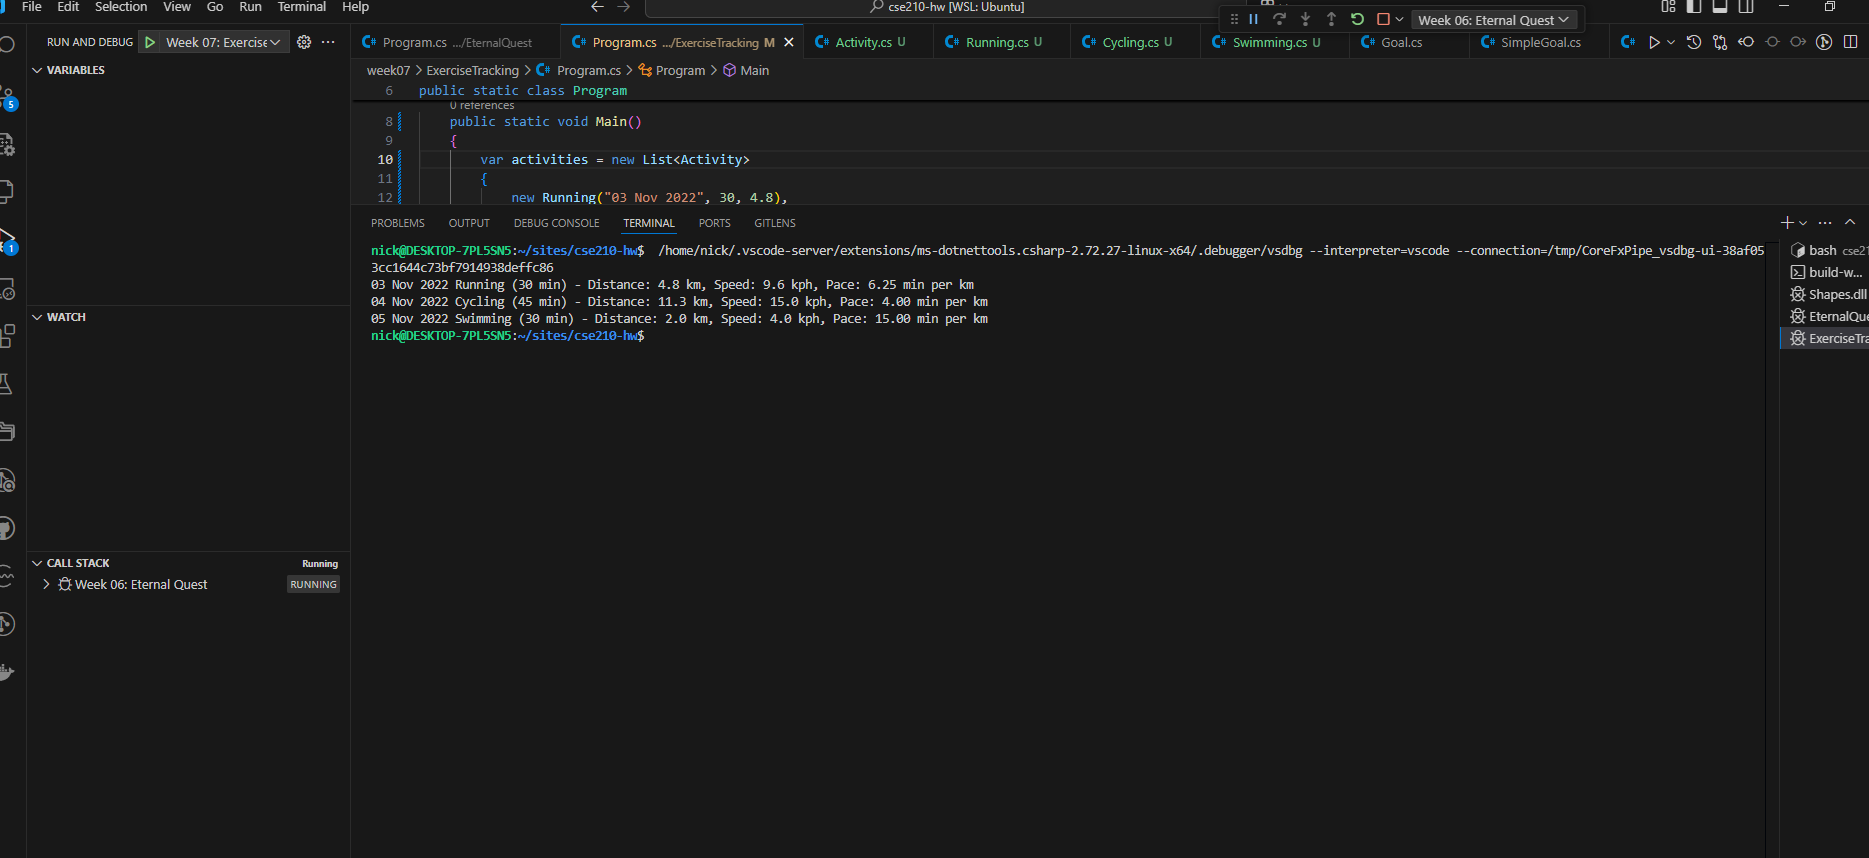 File Edit Selection View Go Run Terminal Help
cse210-hw [WSL: Ubuntu]
Week 06: Eternal Quest
RUN AND DEBUG Week 07: Exercise
Program.cs .../EternalQuest Program.cs .../ExerciseTracking M Activity.cs U Running.cs U Cycling.cs U Swimming.cs U Goal.cs SimpleGoal.cs
VARIABLES
week07 > ExerciseTracking > Program.cs > Program > Main
6 public static class Program
0 references
8 public static void Main()
9 {
10 var activities = new List<Activity>
11 {
12 new Running("03 Nov 2022", 30, 4.8),
PROBLEMS OUTPUT DEBUG CONSOLE TERMINAL PORTS GITLENS
nick@DESKTOP-7PL5SN5:~/sites/cse210-hw$ /home/nick/.vscode-server/extensions/ms-dotnettools.csharp-2.72.27-linux-x64/.debugger/vsdbg --interpreter=vscode --connection=/tmp/CoreFxPipe_vsdbg-ui-38af05
3cc1644c73bf7914938deffc86
03 Nov 2022 Running (30 min) - Distance: 4.8 km, Speed: 9.6 kph, Pace: 6.25 min per km
04 Nov 2022 Cycling (45 min) - Distance: 11.3 km, Speed: 15.0 kph, Pace: 4.00 min per km
05 Nov 2022 Swimming (30 min) - Distance: 2.0 km, Speed: 4.0 kph, Pace: 15.00 min per km
nick@DESKTOP-7PL5SN5:~/sites/cse210-hw$
bash cse21
build-w...
Shapes.dll
EternalQue
ExerciseTra
5
1
WATCH
CALL STACK Running
Week 06: Eternal Quest RUNNING